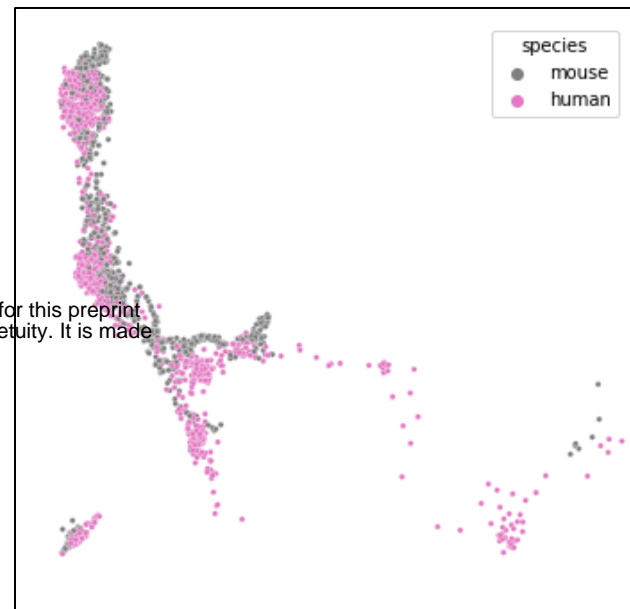 species
mouse
human
for this preprint
etuity. It is made